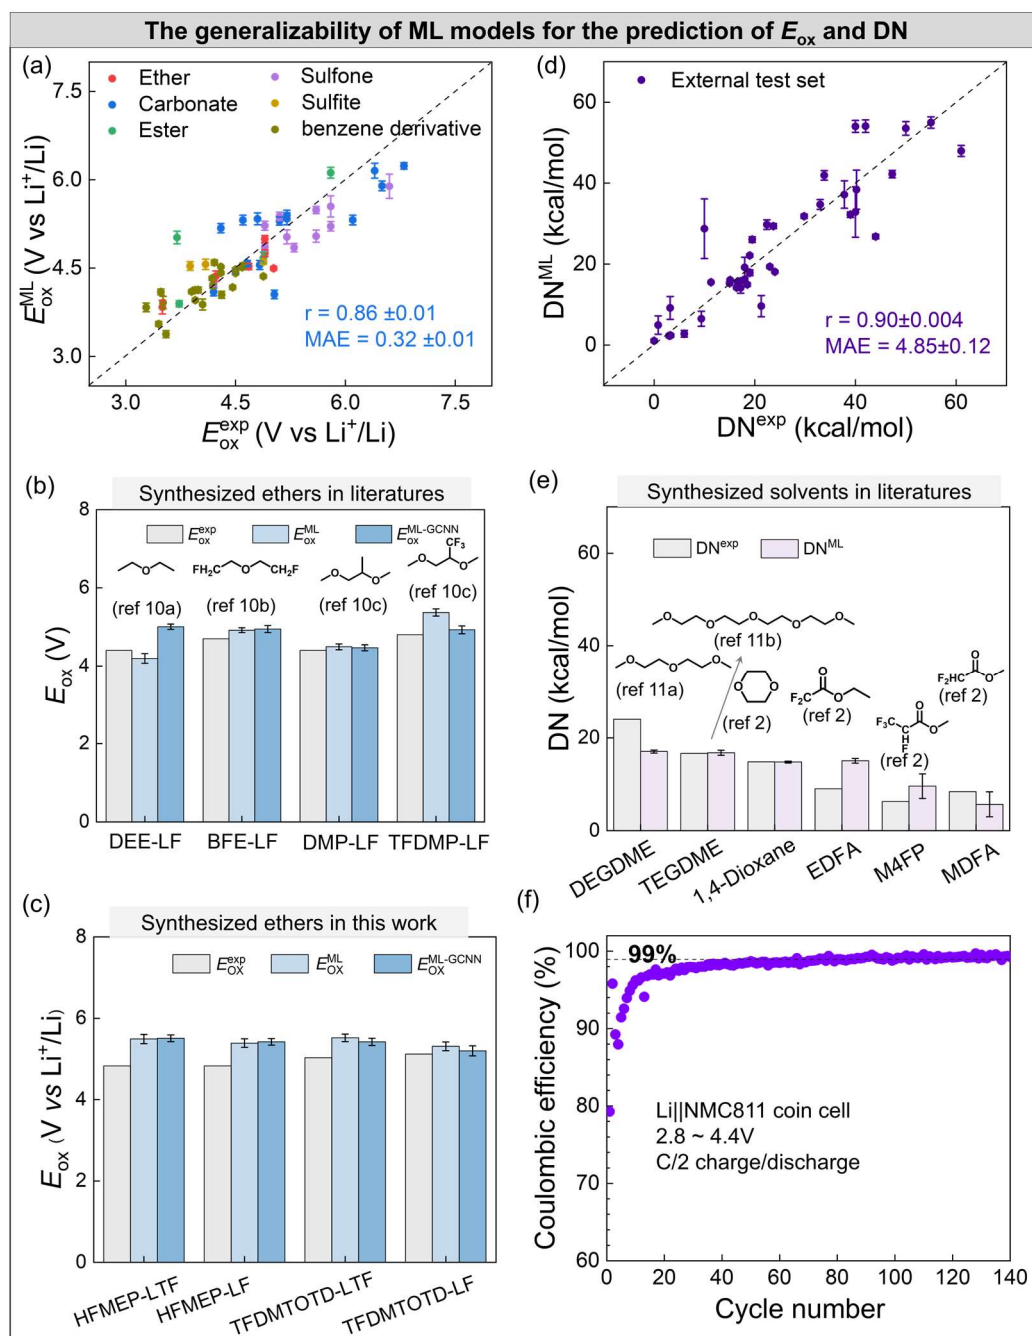 The generalizability of ML models for the prediction of Eox and DN
(a)
Ether
Carbonate
Ester
Sulfone
Sulfite
benzene derivative
7.5
6.0
4.5
3.0
EoxML (V vs Li+/Li)
r = 0.86 ±0.01
MAE = 0.32 ±0.01
3.0 4.5 6.0 7.5
Eoxexp (V vs Li+/Li)
(d)
External test set
60
40
20
0
DNML (kcal/mol)
r = 0.90±0.004
MAE = 4.85±0.12
0 20 40 60
DNexp (kcal/mol)
(b)
Synthesized ethers in literatures
8
6
4
2
0
Eox (V)
Eoxexp EoxML EoxML-GCNN
O
FH2C O CH2F
O O
CF3
O O
(ref 10a) (ref 10b) (ref 10c) (ref 10c)
DEE-LF BFE-LF DMP-LF TFDMP-LF
(e)
Synthesized solvents in literatures
60
40
20
0
DN (kcal/mol)
DNexp DNML
O O O O O
(ref 11b)
O O O
(ref 11a)
O O
(ref 2)
F2C O O
(ref 2)
F3C O O H F
(ref 2)
F2HC O O
(ref 2)
DEGDME TEGDME 1,4-Dioxane EDFA M4FP MDFA
(c)
Synthesized ethers in this work
8
6
4
2
0
Eox (V vs Li+/Li)
EOXexp EOXML EOXML-GCNN
HFMEP-LTF HFMEP-LF TFDMTOTD-LTF TFDMTOTD-LF
(f)
100
90
80
70
60
Coulombic efficiency (%)
99%
Li||NMC811 coin cell
2.8 ~ 4.4V
C/2 charge/discharge
0 20 40 60 80 100 120 140
Cycle number